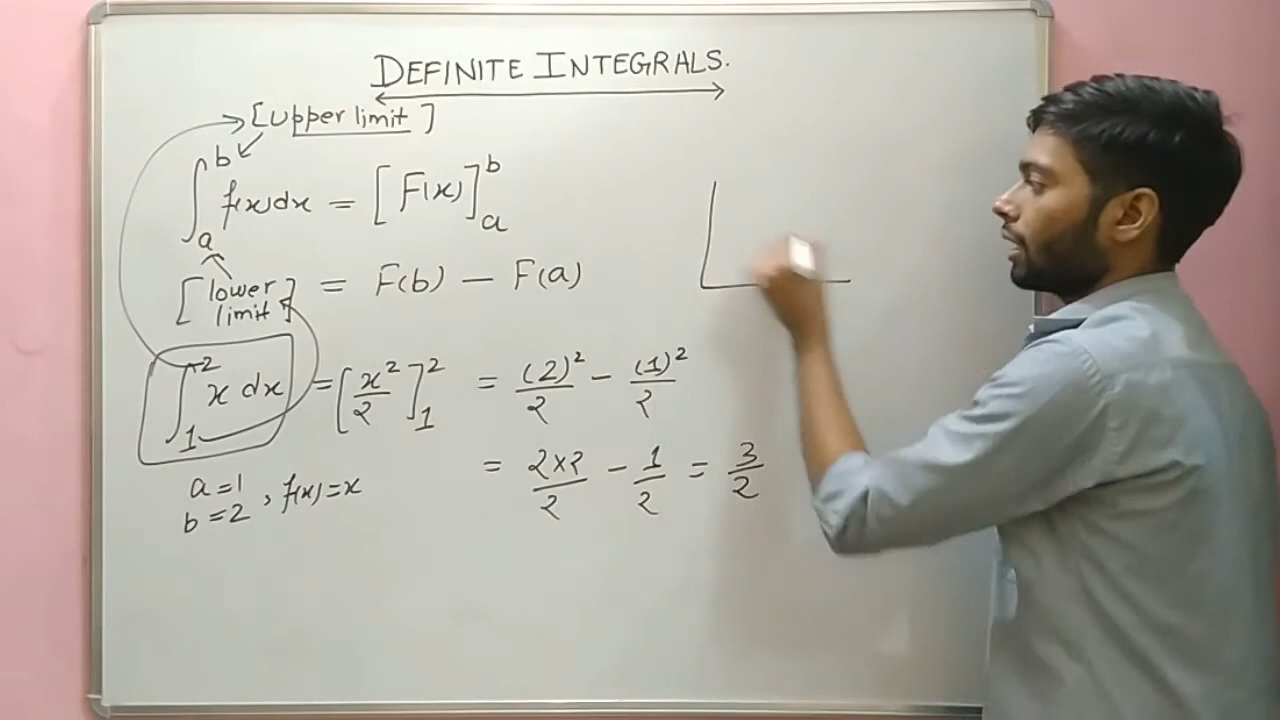 DEFINITE INTEGRALS.
[Upper limit]
∫ₐᵇ f(x)dx = [F(x)]ₐᵇ
[lower limit] = F(b) – F(a)
∫₁² x dx = [x²/2]₁² = (2)²/2 – (1)²/2
= 2×2/2 – 1/2 = 3/2
a=1
b=2 , f(x)=x